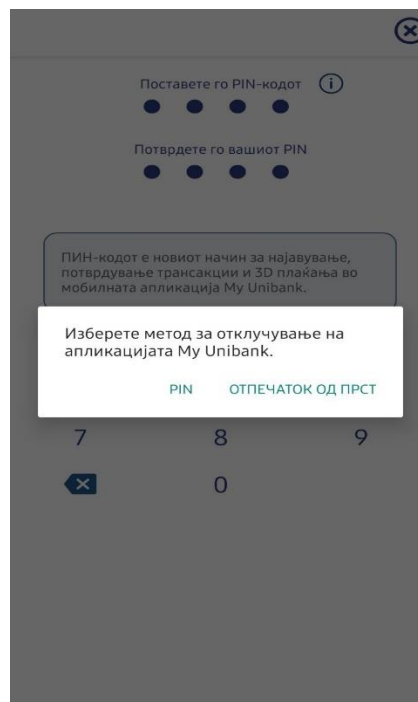 Поставете го PIN-кодот
Потврдете го вашиот PIN
ПИН-кодот е новиот начин за најавување,
потврдување трансакции и 3D плаќања во
мобилната апликација My Unibank.
Изберете метод за отклучување на
апликацијата My Unibank.
PIN ОТПЕЧАТОК ОД ПРСТ
7 8 9
0